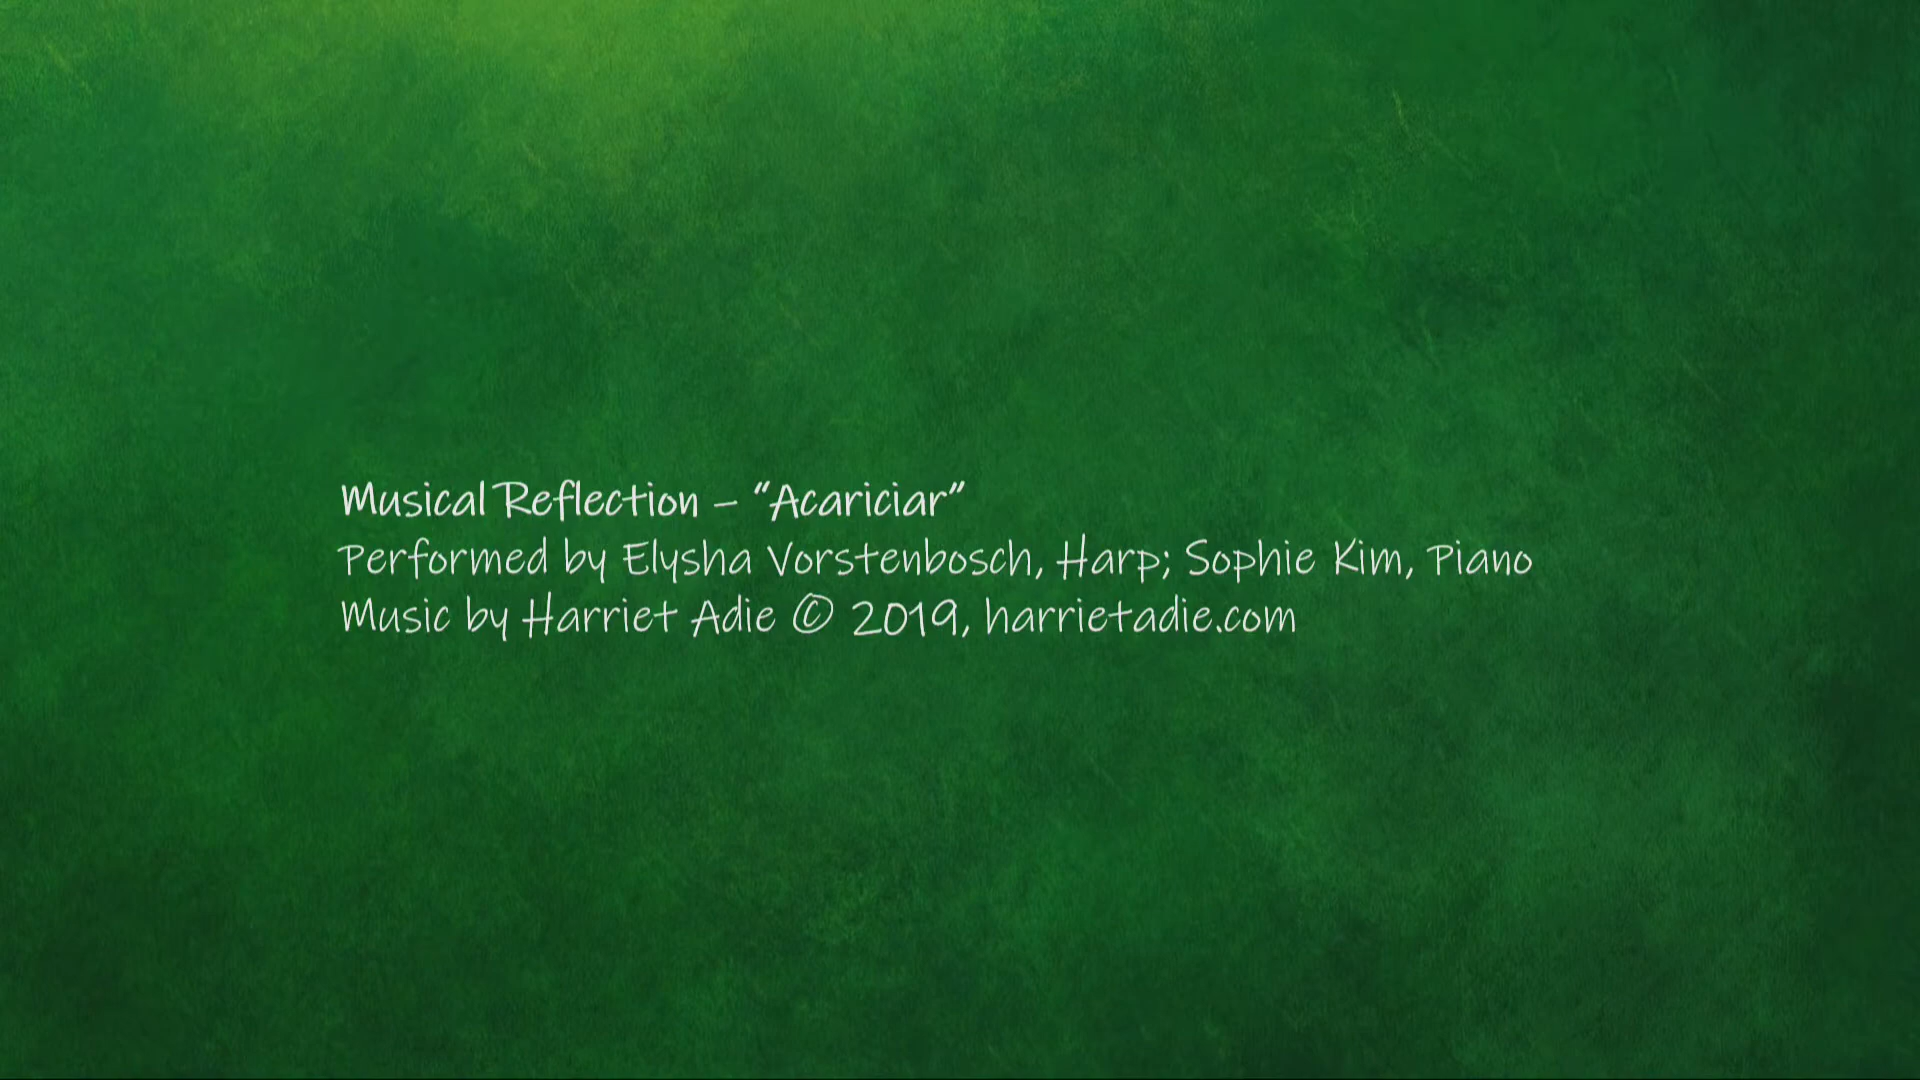 Musical Reflection – “Acariciar”
Performed by Elysha Vorstenbosch, Harp; Sophie Kim, Piano
Music by Harriet Adie © 2019, harrietadie.com